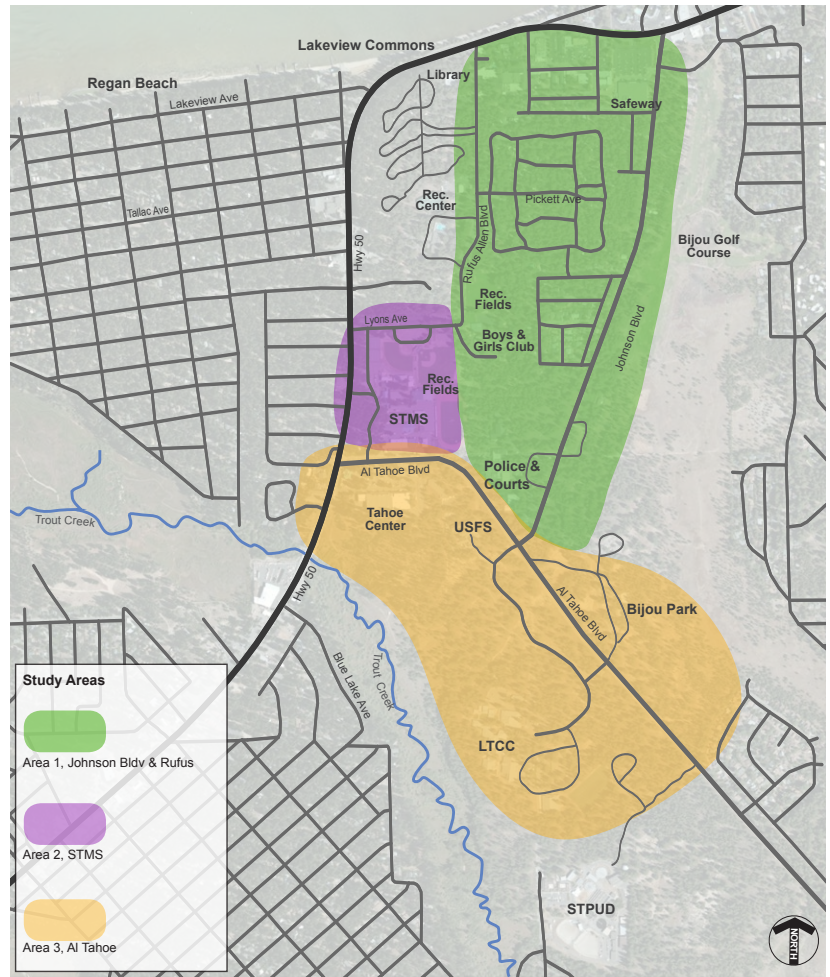 Lakeview Commons
Regan Beach
Library
Lakeview Ave
Safeway
Tallac Ave
Rec.
Center
Pickett Ave
Rufus Allen Blvd
Hwy 50
Bijou Golf
Course
Rec.
Fields
Lyons Ave
Boys &
Girls Club
Johnson Blvd
Rec.
Fields
STMS
Al Tahoe Blvd
Police &
Courts
Trout Creek
Tahoe
Center
USFS
Hwy 50
Al Tahoe Blvd
Bijou Park
Blue Lake Ave
Trout Creek
LTCC
STPUD
Study Areas
Area 1, Johnson Bldv & Rufus
Area 2, STMS
Area 3, Al Tahoe
NORTH